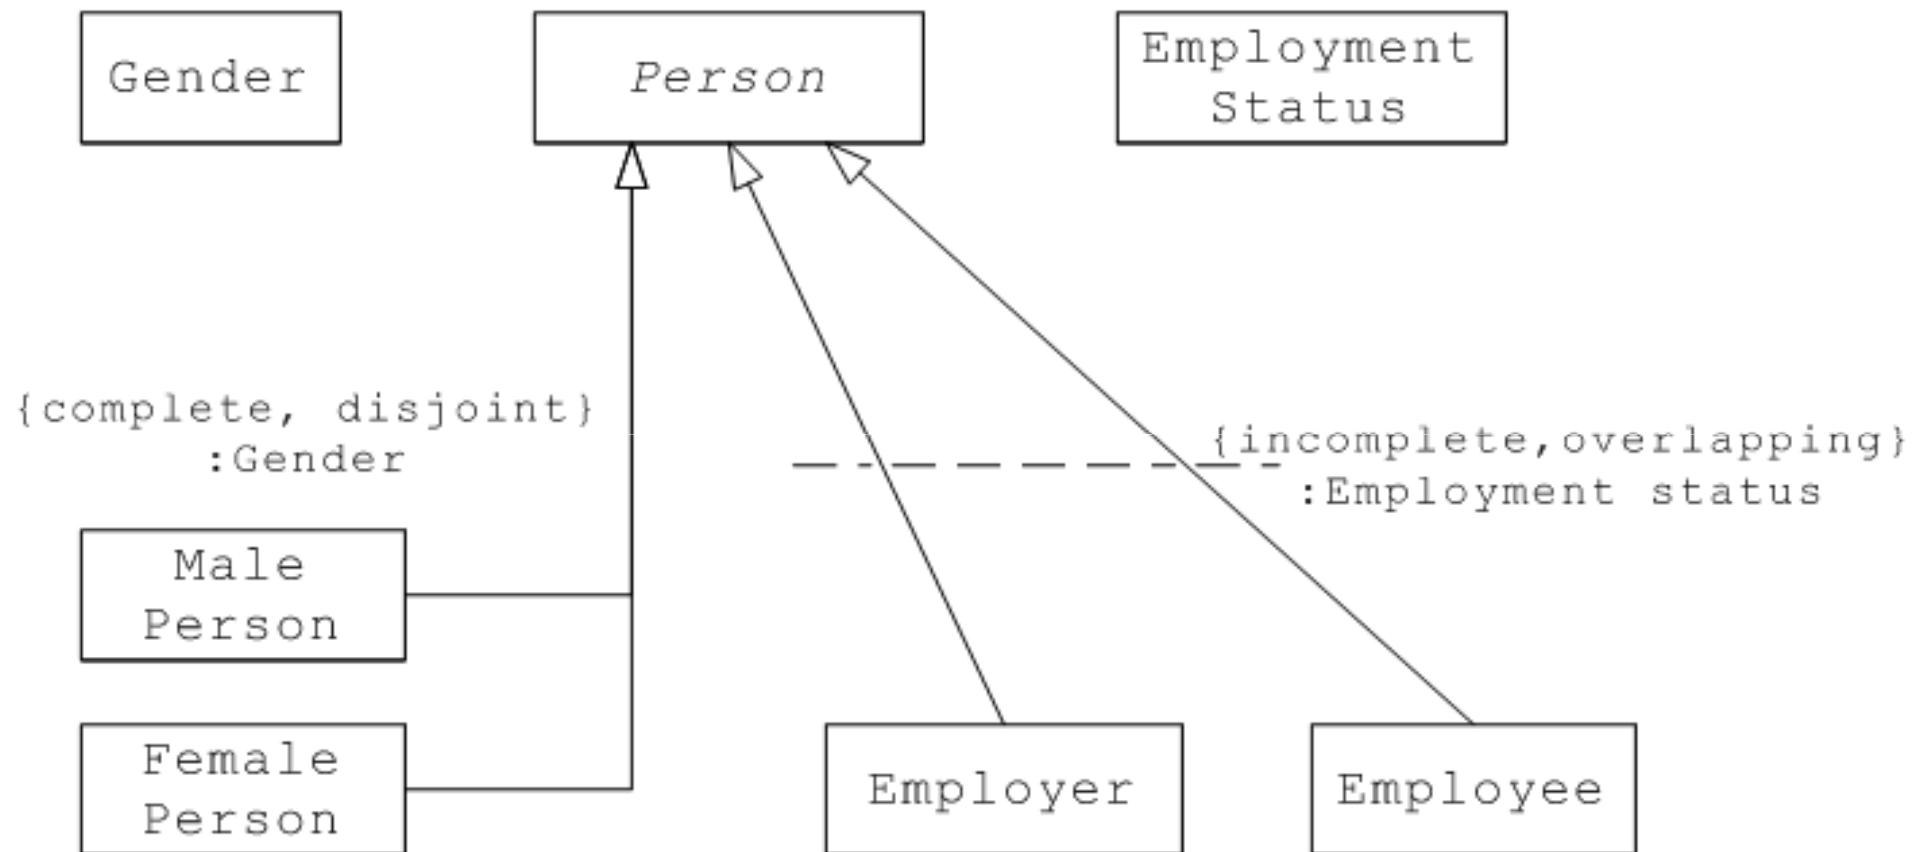 Gender
Person
Employment
Status
{complete, disjoint}
:Gender
{incomplete,overlapping}
:Employment status
Male
Person
Female
Person
Employer
Employee